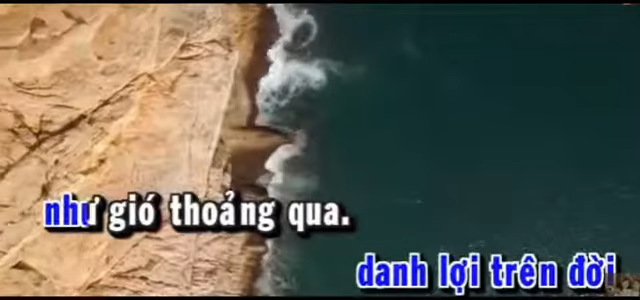 như gió thoảng qua.
danh lợi trên đời